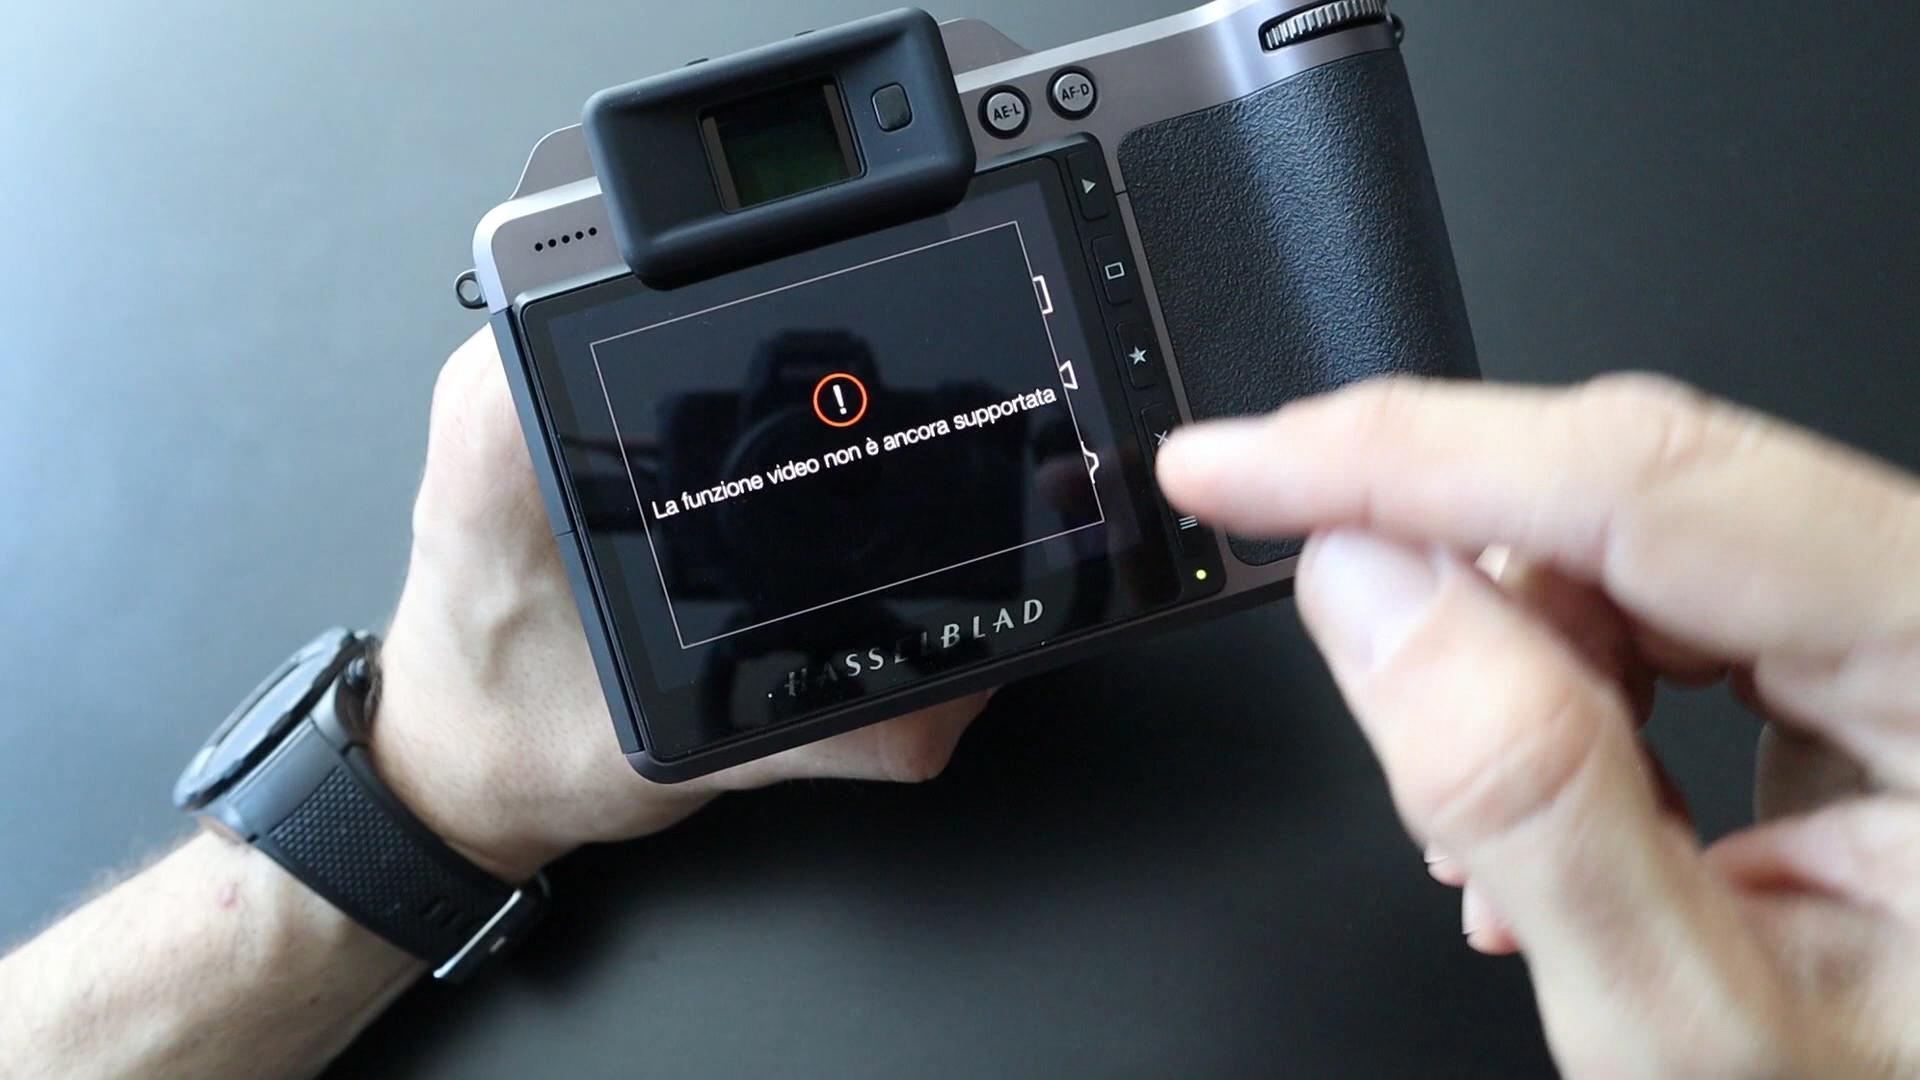 AE-L
AF-D
!
La funzione video non è ancora supportata
HASSELBLAD